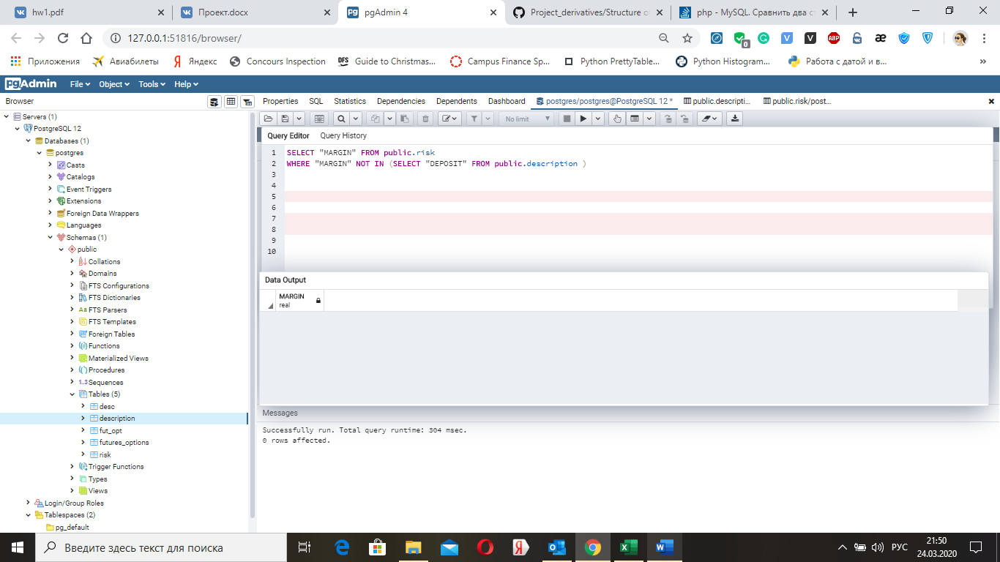 hw1.pdf
Проект.docx
pgAdmin 4
Project_derivatives/Structure o
php - MySQL. Сравнить два ст
127.0.0.1:51816/browser/
0
ABP
Приложения
Авиабилеты
Яндекс
Concours Inspection
DFS Guide to Christmas...
Campus Finance Sp...
Python PrettyTable...
Python Histogram...
Работа с датой и в...
pgAdmin
File
Object
Tools
Help
Browser
Properties
SQL
Statistics
Dependencies
Dependents
Dashboard
postgres/postgres@PostgreSQL 12 *
public.descripti...
public.risk/post...
No limit
Servers (1)
PostgreSQL 12
Databases (1)
postgres
Casts
Catalogs
Event Triggers
Extensions
Foreign Data Wrappers
Languages
Schemas (1)
public
Collations
Domains
FTS Configurations
FTS Dictionaries
FTS Parsers
FTS Templates
Foreign Tables
Functions
Materialized Views
Procedures
1..3 Sequences
Tables (5)
desc
description
fut_opt
futures_options
risk
Trigger Functions
Types
Views
Login/Group Roles
Tablespaces (2)
pg_default
Query Editor
Query History
1 SELECT "MARGIN" FROM public.risk
2 WHERE "MARGIN" NOT IN (SELECT "DEPOSIT" FROM public.description )
3
4
5
6
7
8
9
10
Data Output
MARGIN
real
Messages
Successfully run. Total query runtime: 304 msec.
0 rows affected.
Введите здесь текст для поиска
РУС
21:50
24.03.2020